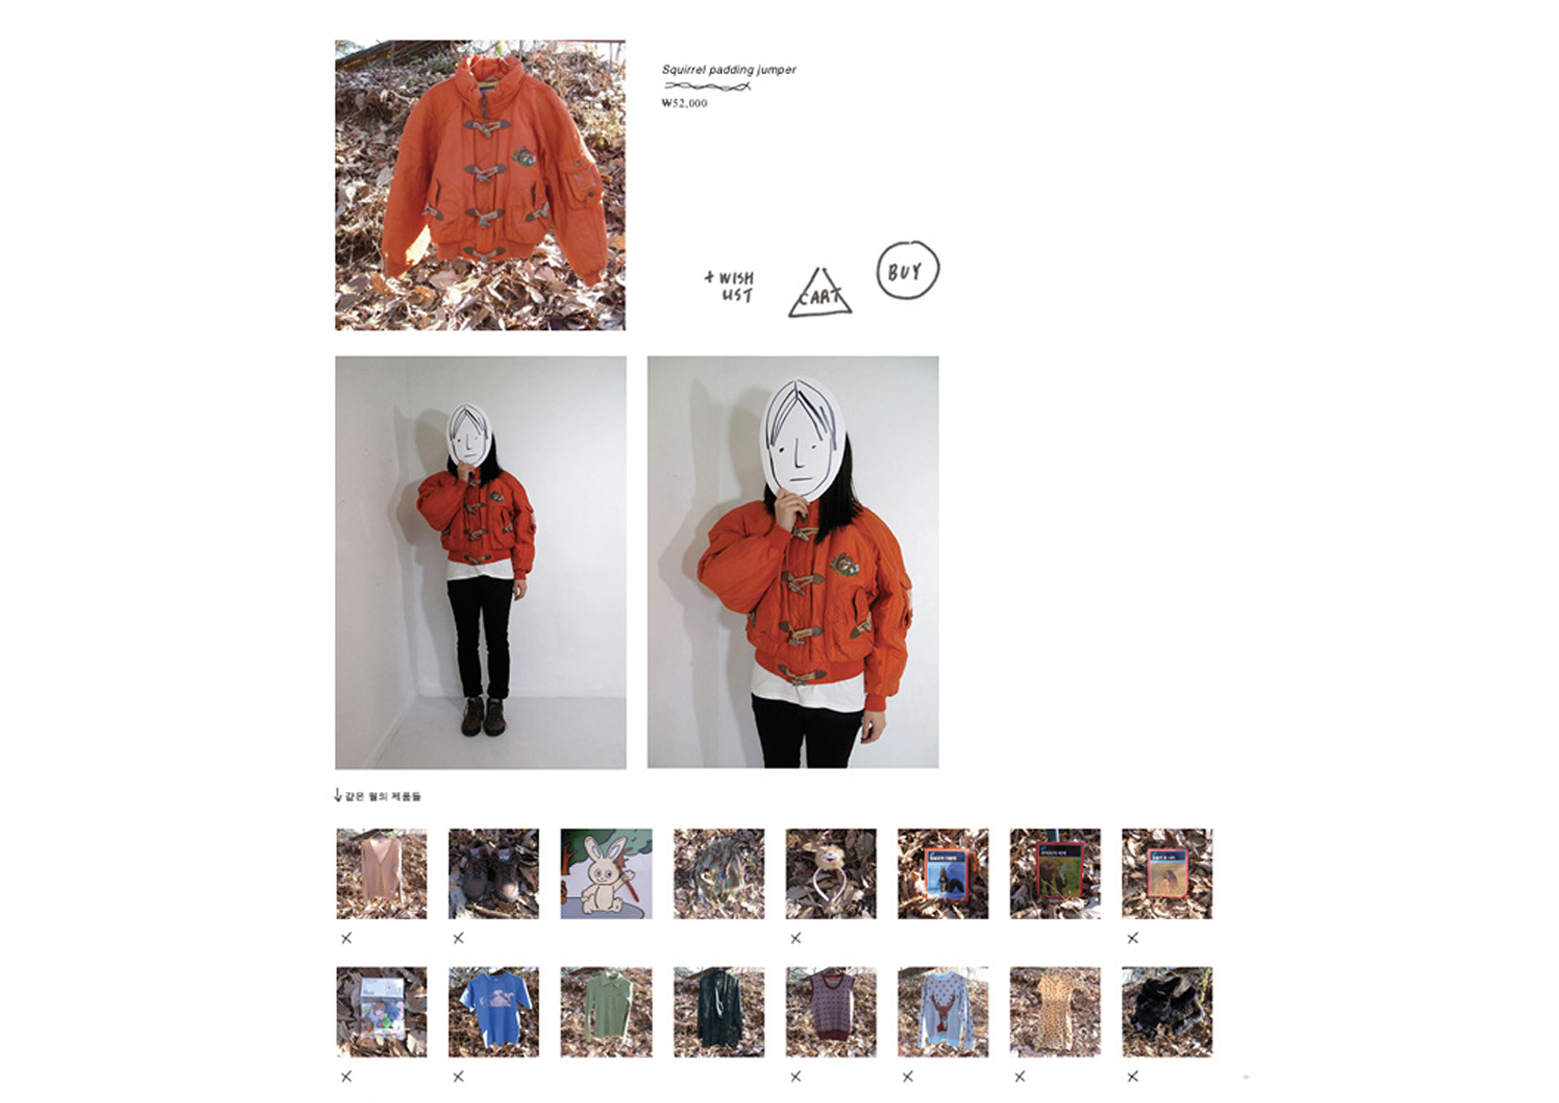 Squirrel padding jumper
₩52,000
+ WISH
LIST
CART
BUY
↓ 같은 월의 제품들